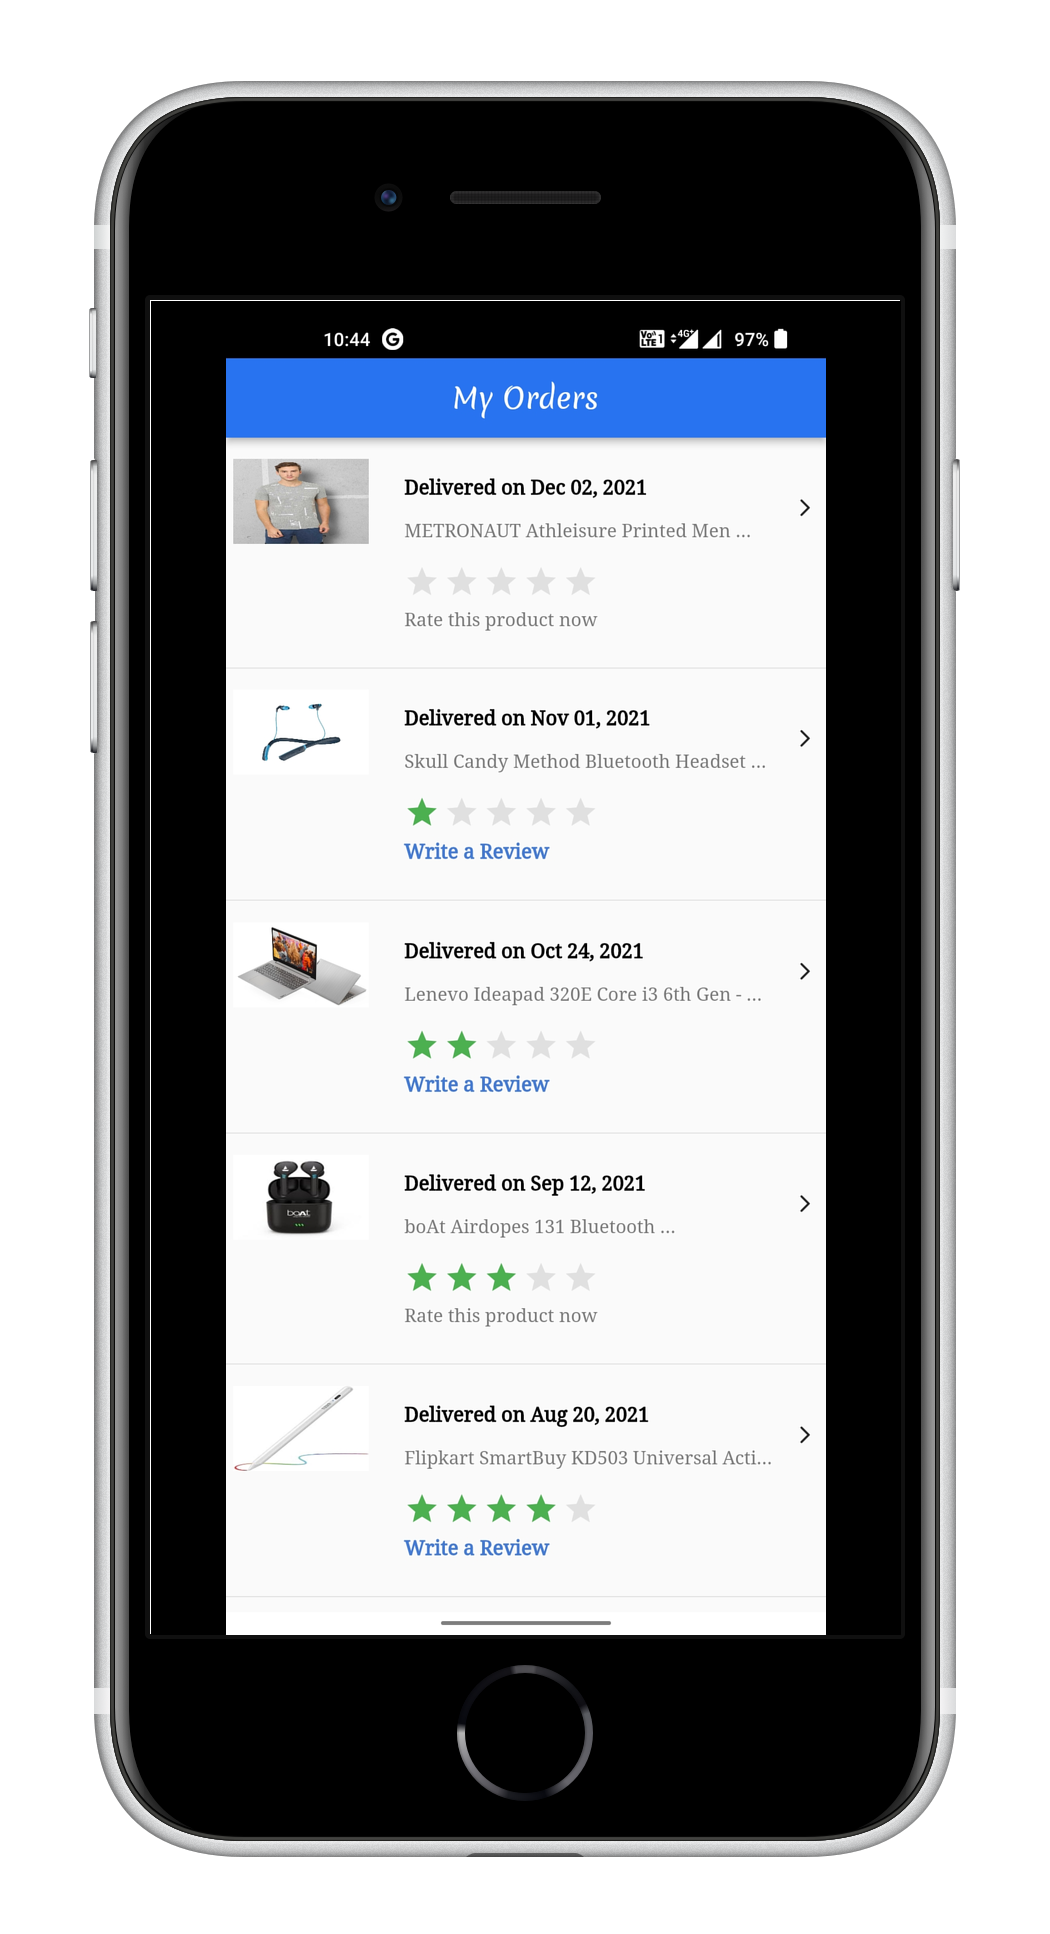 10:44 G VoLTE 1 4G+ 97%
My Orders
Delivered on Dec 02, 2021
METRONAUT Athleisure Printed Men ...
Rate this product now
Delivered on Nov 01, 2021
Skull Candy Method Bluetooth Headset ...
Write a Review
Delivered on Oct 24, 2021
Lenevo Ideapad 320E Core i3 6th Gen - ...
Write a Review
Delivered on Sep 12, 2021
boAt Airdopes 131 Bluetooth ...
boAt
Rate this product now
Delivered on Aug 20, 2021
Flipkart SmartBuy KD503 Universal Acti...
Write a Review